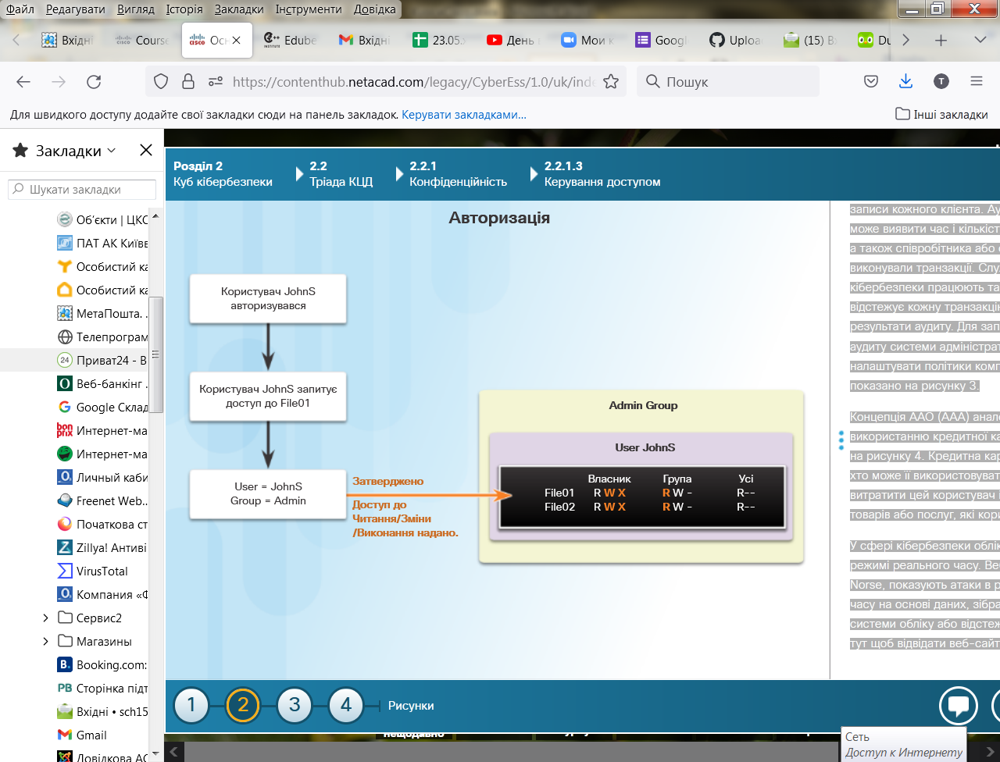 Файл Редагувати Вигляд Історія Закладки Інструменти Довідка
Вхідні Course Осн Edube Вхідні 23.05. День Мои к Googl Uploa (15) В Du
https://contenthub.netacad.com/legacy/CyberEss/1.0/uk/inde
Пошук
Для швидкого доступу додайте свої закладки сюди на панель закладок. Керувати закладками...
Інші закладки
Закладки
Шукати закладки
Об'єкти | ЦКС
ПАТ АК Київв
Особистий ка
Особистий ка
МетаПошта. .
Телепрограм
Приват24 - В
Веб-банкінг .
Google Склад
Интернет-ма
Интернет-ма
Личный каби
Freenet Web...
Початкова ст
Zillya! Антиві
VirusTotal
Компания «Ф
Сервис2
Магазины
Booking.com:
Сторінка підт
Вхідні • sch15
Gmail
Довідкова АС
Розділ 2
Куб кібербезпеки
2.2
Тріада КЦД
2.2.1
Конфіденційність
2.2.1.3
Керування доступом
Авторизація
Користувач JohnS
авторизувався
Користувач JohnS запитує
доступ до File01
User = JohnS
Group = Admin
Затверджено
Доступ до
Читання/Зміни
/Виконання надано.
Admin Group
User JohnS
Власник Група Усі
File01 R W X R W - R--
File02 R W X R W - R--
записи кожного клієнта. Ау
може виявити час і кількіст
а також співробітника або
виконували транзакції. Слу
кібербезпеки працюють та
відстежує кожну транзакцію
результати аудиту. Для зап
аудиту системи адміністрат
налаштувати політики комп
показано на рисунку 3.
Концепція ААО (AAA) анало
використанню кредитної ка
на рисунку 4. Кредитна кар
хто може її використовуват
витратити цей користувач
товарів або послуг, які кори
У сфері кібербезпеки облік
режимі реального часу. Ве
Norse, показують атаки в р
часу на основі даних, зібра
системи обліку або відстеж
тут щоб відвідати веб-сайт
1 2 3 4 Рисунки
нещодавно
Сеть
Доступ к Интернету